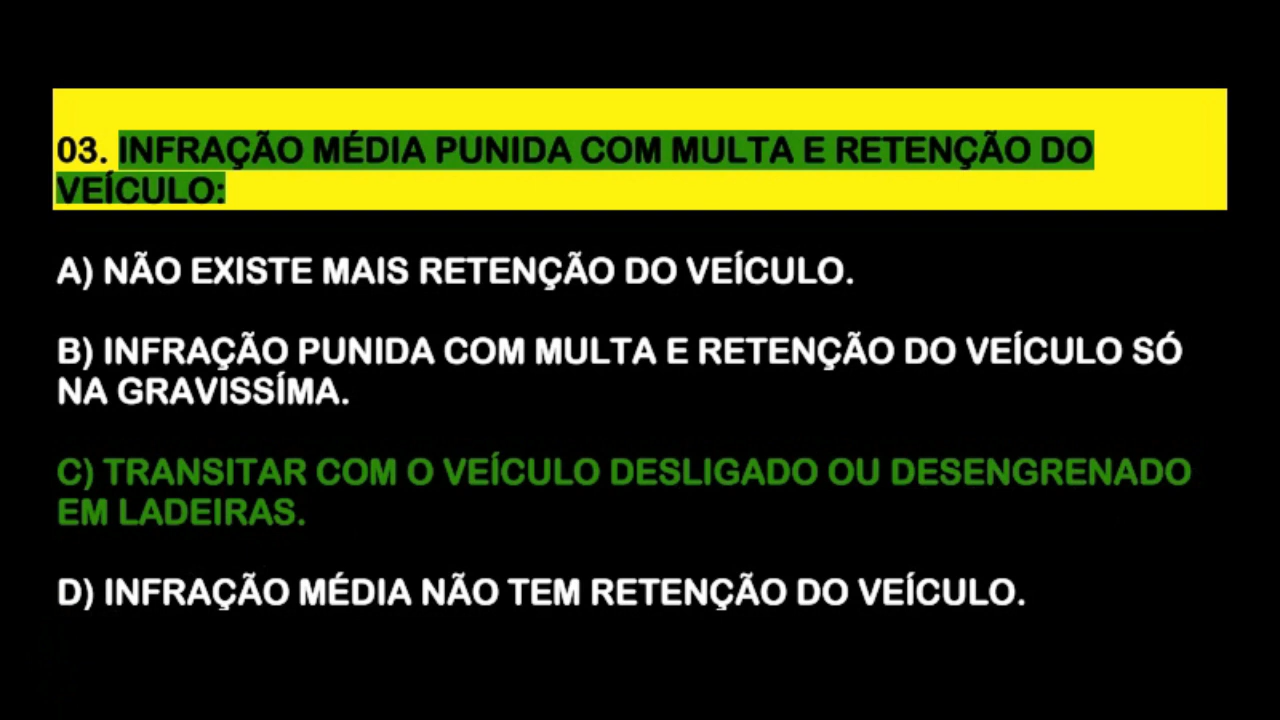 03. INFRAÇÃO MÉDIA PUNIDA COM MULTA E RETENÇÃO DO
VEÍCULO:
A) NÃO EXISTE MAIS RETENÇÃO DO VEÍCULO.
B) INFRAÇÃO PUNIDA COM MULTA E RETENÇÃO DO VEÍCULO SÓ
NA GRAVISSÍMA.
C) TRANSITAR COM O VEÍCULO DESLIGADO OU DESENGRENADO
EM LADEIRAS.
D) INFRAÇÃO MÉDIA NÃO TEM RETENÇÃO DO VEÍCULO.